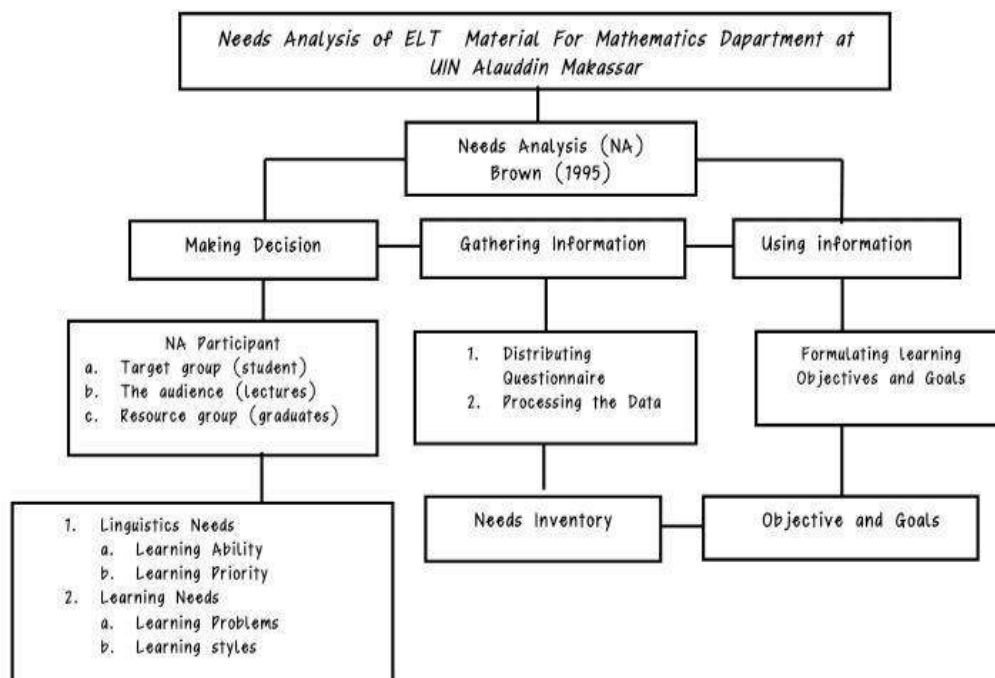 Needs Analysis of ELT Material For Mathematics Dapartment at
UIN Alauddin Makassar
Needs Analysis (NA)
Brown (1995)
Making Decision
Gathering Information
Using information
NA Participant
a. Target group (student)
b. The audience (lectures)
c. Resource group (graduates)
1. Distributing
Questionnaire
2. Processing the Data
Formulating learning
Objectives and Goals
1. Linguistics Needs
a. Learning Ability
b. Learning Priority
2. Learning Needs
a. Learning Problems
b. Learning styles
Needs Inventory
Objective and Goals